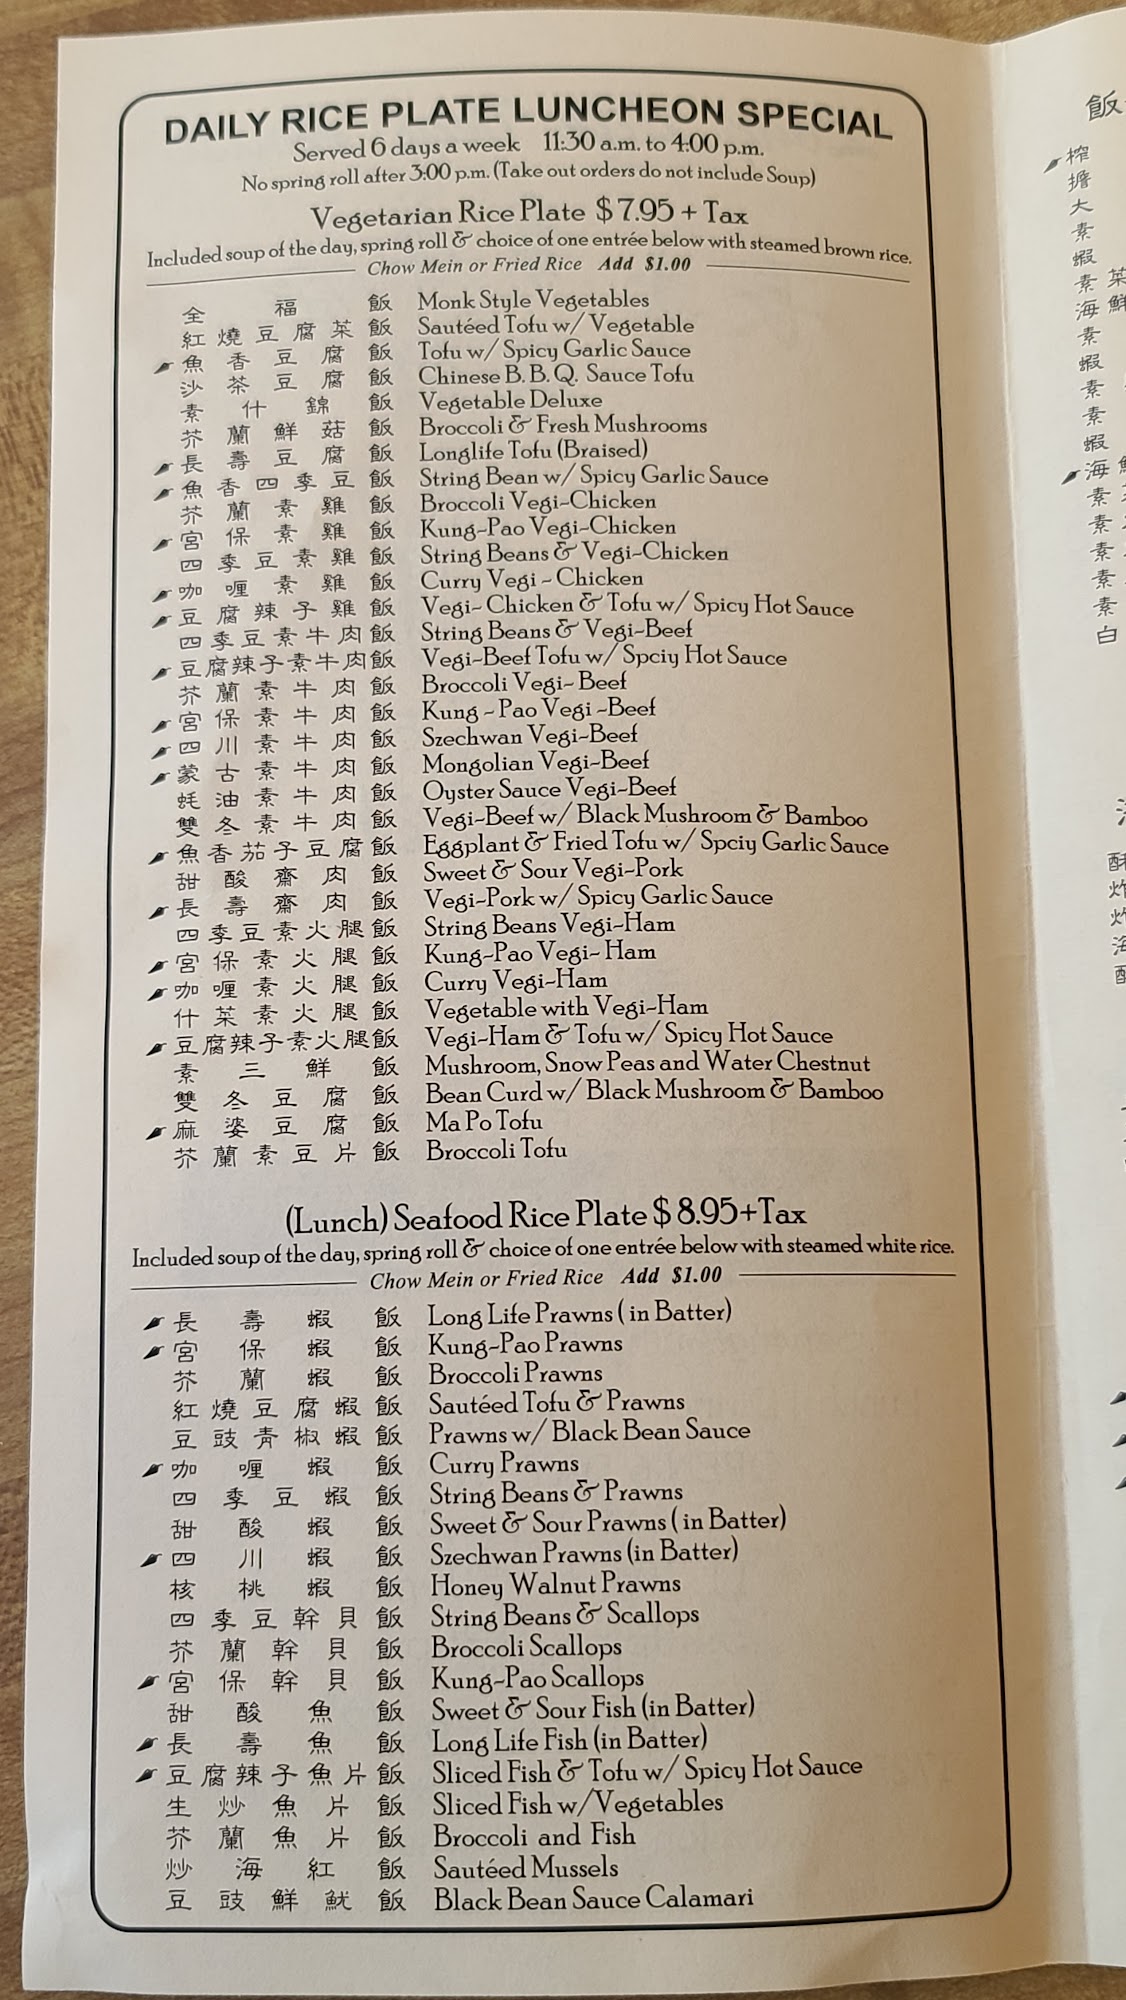 DAILY RICE PLATE LUNCHEON SPECIAL
Served 6 days a week 11:30 a.m. to 4:00 p.m.
No spring roll after 3:00 p.m. (Take out orders do not include Soup)
Vegetarian Rice Plate $7.95 + Tax
Included soup of the day, spring roll & choice of one entrée below with steamed brown rice.
Chow Mein or Fried Rice Add $1.00
全福飯 Monk Style Vegetables
紅燒豆腐菜飯 Sautéed Tofu w/ Vegetable
魚香豆腐飯 Tofu w/ Spicy Garlic Sauce
沙茶豆腐飯 Chinese B.B.Q. Sauce Tofu
素什錦飯 Vegetable Deluxe
芥蘭鮮菇飯 Broccoli & Fresh Mushrooms
長壽豆腐飯 Longlife Tofu (Braised)
魚香四季豆飯 String Bean w/ Spicy Garlic Sauce
芥蘭素雞飯 Broccoli Vegi-Chicken
宮保素雞飯 Kung-Pao Vegi-Chicken
四季豆素雞飯 String Beans & Vegi-Chicken
咖喱素雞飯 Curry Vegi-Chicken
豆腐辣子雞飯 Vegi-Chicken & Tofu w/ Spicy Hot Sauce
四季豆素牛肉飯 String Beans & Vegi-Beef
豆腐辣子素牛肉飯 Vegi-Beef Tofu w/ Spciy Hot Sauce
芥蘭素牛肉飯 Broccoli Vegi-Beef
宮保素牛肉飯 Kung-Pao Vegi-Beef
四川素牛肉飯 Szechwan Vegi-Beef
蒙古素牛肉飯 Mongolian Vegi-Beef
蚝油素牛肉飯 Oyster Sauce Vegi-Beef
雙冬素牛肉飯 Vegi-Beef w/ Black Mushroom & Bamboo
魚香茄子豆腐飯 Eggplant & Fried Tofu w/ Spciy Garlic Sauce
甜酸齋肉飯 Sweet & Sour Vegi-Pork
長壽齋肉飯 Vegi-Pork w/ Spicy Garlic Sauce
四季豆素火腿飯 String Beans Vegi-Ham
宮保素火腿飯 Kung-Pao Vegi-Ham
咖喱素火腿飯 Curry Vegi-Ham
什菜素火腿飯 Vegetable with Vegi-Ham
豆腐辣子素火腿飯 Vegi-Ham & Tofu w/ Spicy Hot Sauce
素三鮮飯 Mushroom, Snow Peas and Water Chestnut
雙冬豆腐飯 Bean Curd w/ Black Mushroom & Bamboo
麻婆豆腐飯 Ma Po Tofu
芥蘭素豆片飯 Broccoli Tofu
(Lunch) Seafood Rice Plate $8.95+Tax
Included soup of the day, spring roll & choice of one entrée below with steamed white rice.
Chow Mein or Fried Rice Add $1.00
長壽蝦飯 Long Life Prawns (in Batter)
宮保蝦飯 Kung-Pao Prawns
芥蘭蝦飯 Broccoli Prawns
紅燒豆腐蝦飯 Sautéed Tofu & Prawns
豆豉青椒蝦飯 Prawns w/ Black Bean Sauce
咖喱蝦飯 Curry Prawns
四季豆蝦飯 String Beans & Prawns
甜酸蝦飯 Sweet & Sour Prawns (in Batter)
四川蝦飯 Szechwan Prawns (in Batter)
核桃蝦飯 Honey Walnut Prawns
四季豆幹貝飯 String Beans & Scallops
芥蘭幹貝飯 Broccoli Scallops
宮保幹貝飯 Kung-Pao Scallops
甜酸魚飯 Sweet & Sour Fish (in Batter)
長壽魚飯 Long Life Fish (in Batter)
豆腐辣子魚片飯 Sliced Fish & Tofu w/ Spicy Hot Sauce
生炒魚片飯 Sliced Fish w/Vegetables
芥蘭魚片飯 Broccoli and Fish
炒海紅飯 Sautéed Mussels
豆豉鮮魷飯 Black Bean Sauce Calamari
飯
榨
擔
大
素
蝦
素菜
海鮮
素
蝦
素
素
蝦
海
素
素
素
素
素
白
酥
炸
炸
海